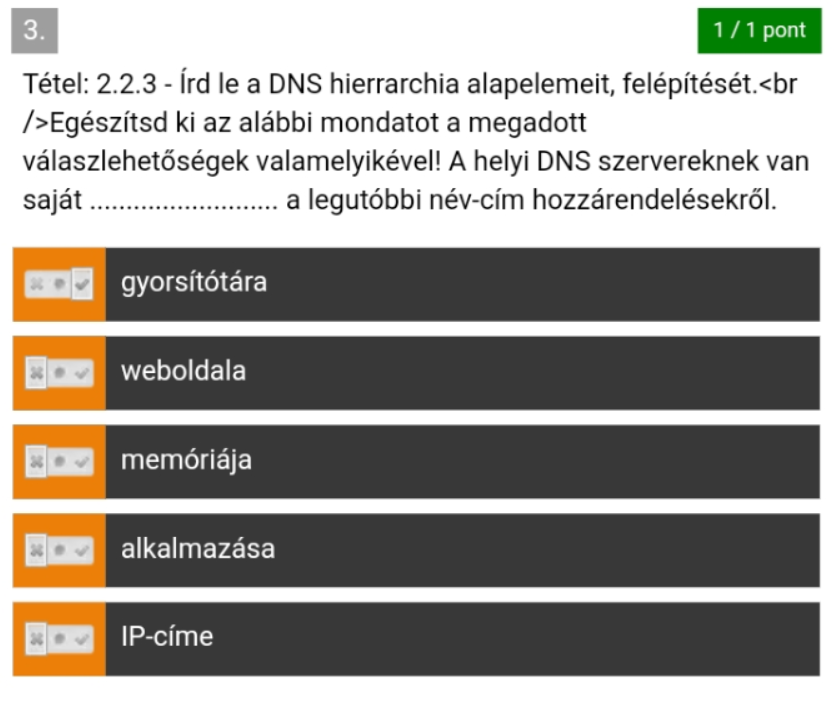 3.
1 / 1 pont
Tétel: 2.2.3 - Írd le a DNS hierrarchia alapelemeit, felépítését.<br
/>Egészítsd ki az alábbi mondatot a megadott
válaszlehetőségek valamelyikével! A helyi DNS szervereknek van
saját .......................... a legutóbbi név-cím hozzárendelésekről.
gyorsítótára
weboldala
memóriája
alkalmazása
IP-címe